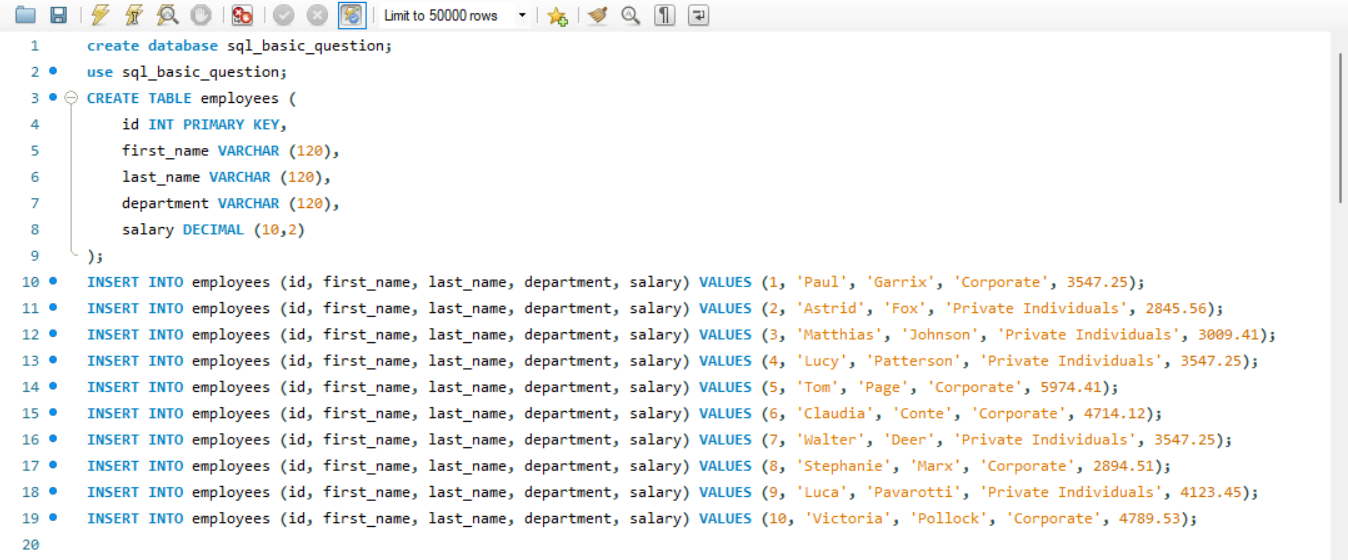 Limit to 50000 rows
1 create database sql_basic_question;
2 use sql_basic_question;
3 CREATE TABLE employees (
4 id INT PRIMARY KEY,
5 first_name VARCHAR (120),
6 last_name VARCHAR (120),
7 department VARCHAR (120),
8 salary DECIMAL (10,2)
9 );
10 INSERT INTO employees (id, first_name, last_name, department, salary) VALUES (1, 'Paul', 'Garrix', 'Corporate', 3547.25);
11 INSERT INTO employees (id, first_name, last_name, department, salary) VALUES (2, 'Astrid', 'Fox', 'Private Individuals', 2845.56);
12 INSERT INTO employees (id, first_name, last_name, department, salary) VALUES (3, 'Matthias', 'Johnson', 'Private Individuals', 3009.41);
13 INSERT INTO employees (id, first_name, last_name, department, salary) VALUES (4, 'Lucy', 'Patterson', 'Private Individuals', 3547.25);
14 INSERT INTO employees (id, first_name, last_name, department, salary) VALUES (5, 'Tom', 'Page', 'Corporate', 5974.41);
15 INSERT INTO employees (id, first_name, last_name, department, salary) VALUES (6, 'Claudia', 'Conte', 'Corporate', 4714.12);
16 INSERT INTO employees (id, first_name, last_name, department, salary) VALUES (7, 'Walter', 'Deer', 'Private Individuals', 3547.25);
17 INSERT INTO employees (id, first_name, last_name, department, salary) VALUES (8, 'Stephanie', 'Marx', 'Corporate', 2894.51);
18 INSERT INTO employees (id, first_name, last_name, department, salary) VALUES (9, 'Luca', 'Pavarotti', 'Private Individuals', 4123.45);
19 INSERT INTO employees (id, first_name, last_name, department, salary) VALUES (10, 'Victoria', 'Pollock', 'Corporate', 4789.53);
20